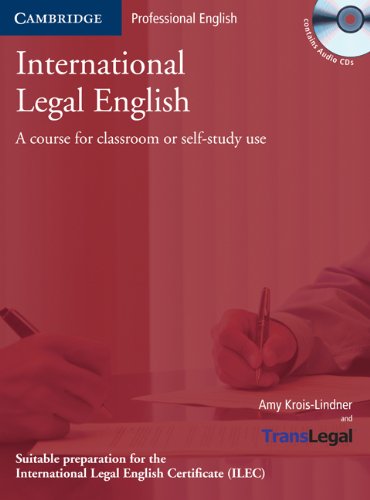 CAMBRIDGE Professional English
contains Audio CDs
International
Legal English
A course for classroom or self-study use
Amy Krois-Lindner
and
TransLegal
Suitable preparation for the
International Legal English Certificate (ILEC)